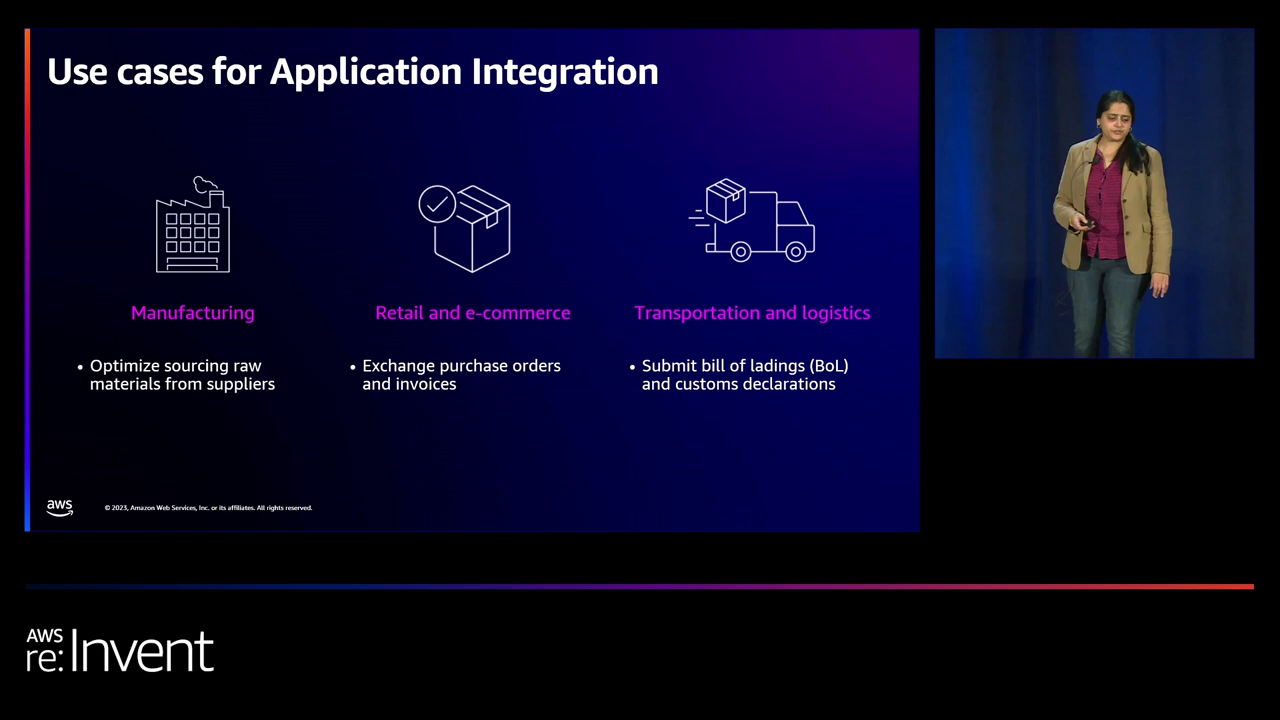 Use cases for Application Integration
Manufacturing
• Optimize sourcing raw
materials from suppliers
Retail and e-commerce
• Exchange purchase orders
and invoices
Transportation and logistics
• Submit bill of ladings (BoL)
and customs declarations
aws
© 2023, Amazon Web Services, Inc. or its affiliates. All rights reserved.
AWS
re:Invent